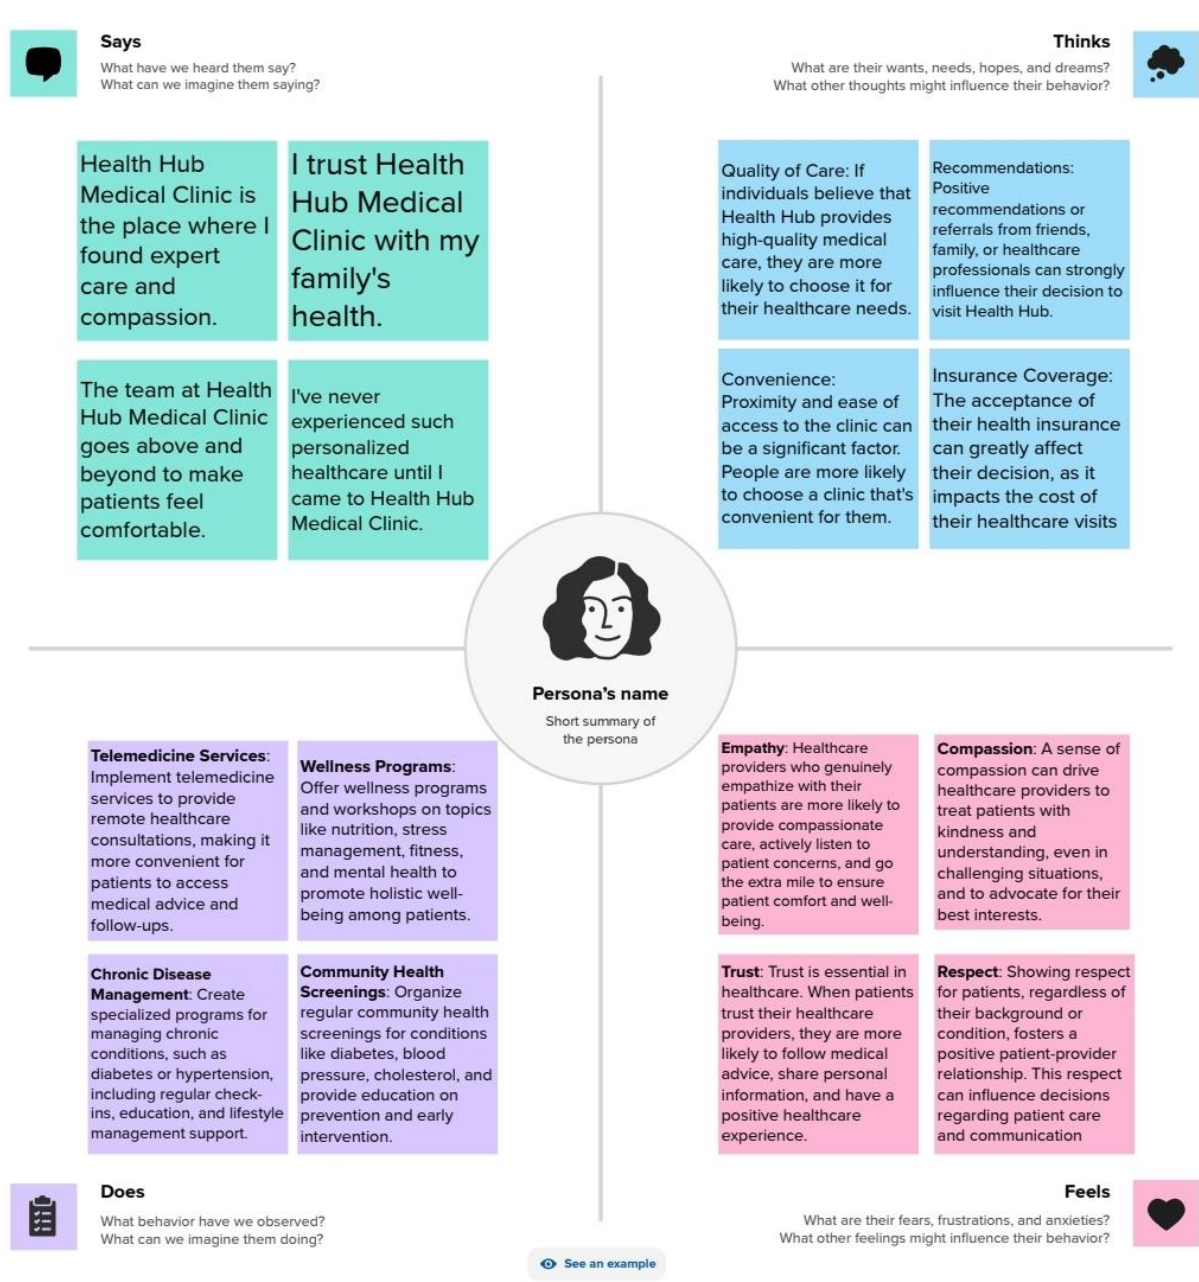 Says
What have we heard them say?
What can we imagine them saying?
Thinks
What are their wants, needs, hopes, and dreams?
What other thoughts might influence their behavior?
Health Hub
Medical Clinic is
the place where I
found expert
care and
compassion.
I trust Health
Hub Medical
Clinic with my
family's
health.
The team at Health
Hub Medical Clinic
goes above and
beyond to make
patients feel
comfortable.
I've never
experienced such
personalized
healthcare until I
came to Health Hub
Medical Clinic.
Quality of Care: If
individuals believe that
Health Hub provides
high-quality medical
care, they are more
likely to choose it for
their healthcare needs.
Recommendations:
Positive
recommendations or
referrals from friends,
family, or healthcare
professionals can strongly
influence their decision to
visit Health Hub.
Convenience:
Proximity and ease of
access to the clinic can
be a significant factor.
People are more likely
to choose a clinic that's
convenient for them.
Insurance Coverage:
The acceptance of
their health insurance
can greatly affect
their decision, as it
impacts the cost of
their healthcare visits
Persona's name
Short summary of
the persona
Telemedicine Services:
Implement telemedicine
services to provide
remote healthcare
consultations, making it
more convenient for
patients to access
medical advice and
follow-ups.
Wellness Programs:
Offer wellness programs
and workshops on topics
like nutrition, stress
management, fitness,
and mental health to
promote holistic well-
being among patients.
Chronic Disease
Management: Create
specialized programs for
managing chronic
conditions, such as
diabetes or hypertension,
including regular check-
ins, education, and lifestyle
management support.
Community Health
Screenings: Organize
regular community health
screenings for conditions
like diabetes, blood
pressure, cholesterol, and
provide education on
prevention and early
intervention.
Empathy: Healthcare
providers who genuinely
empathize with their
patients are more likely to
provide compassionate
care, actively listen to
patient concerns, and go
the extra mile to ensure
patient comfort and well-
being.
Compassion: A sense of
compassion can drive
healthcare providers to
treat patients with
kindness and
understanding, even in
challenging situations,
and to advocate for their
best interests.
Trust: Trust is essential in
healthcare. When patients
trust their healthcare
providers, they are more
likely to follow medical
advice, share personal
information, and have a
positive healthcare
experience.
Respect: Showing respect
for patients, regardless of
their background or
condition, fosters a
positive patient-provider
relationship. This respect
can influence decisions
regarding patient care
and communication
Does
What behavior have we observed?
What can we imagine them doing?
Feels
What are their fears, frustrations, and anxieties?
What other feelings might influence their behavior?
See an example